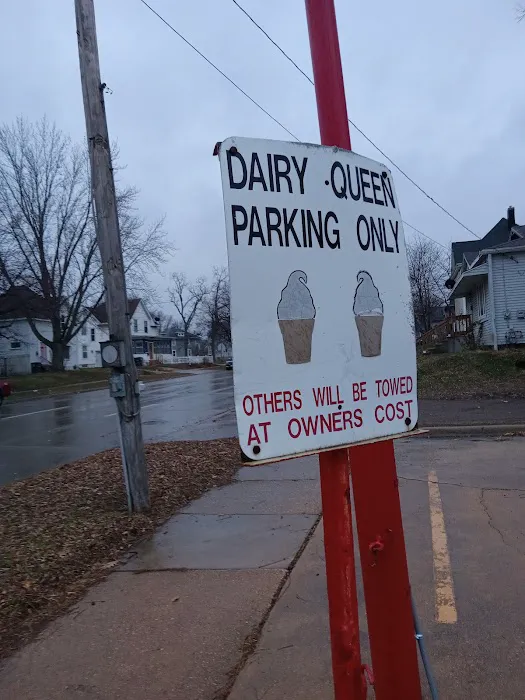 DAIRY ·QUEEN
PARKING ONLY
OTHERS WILL BE TOWED
AT OWNERS COST